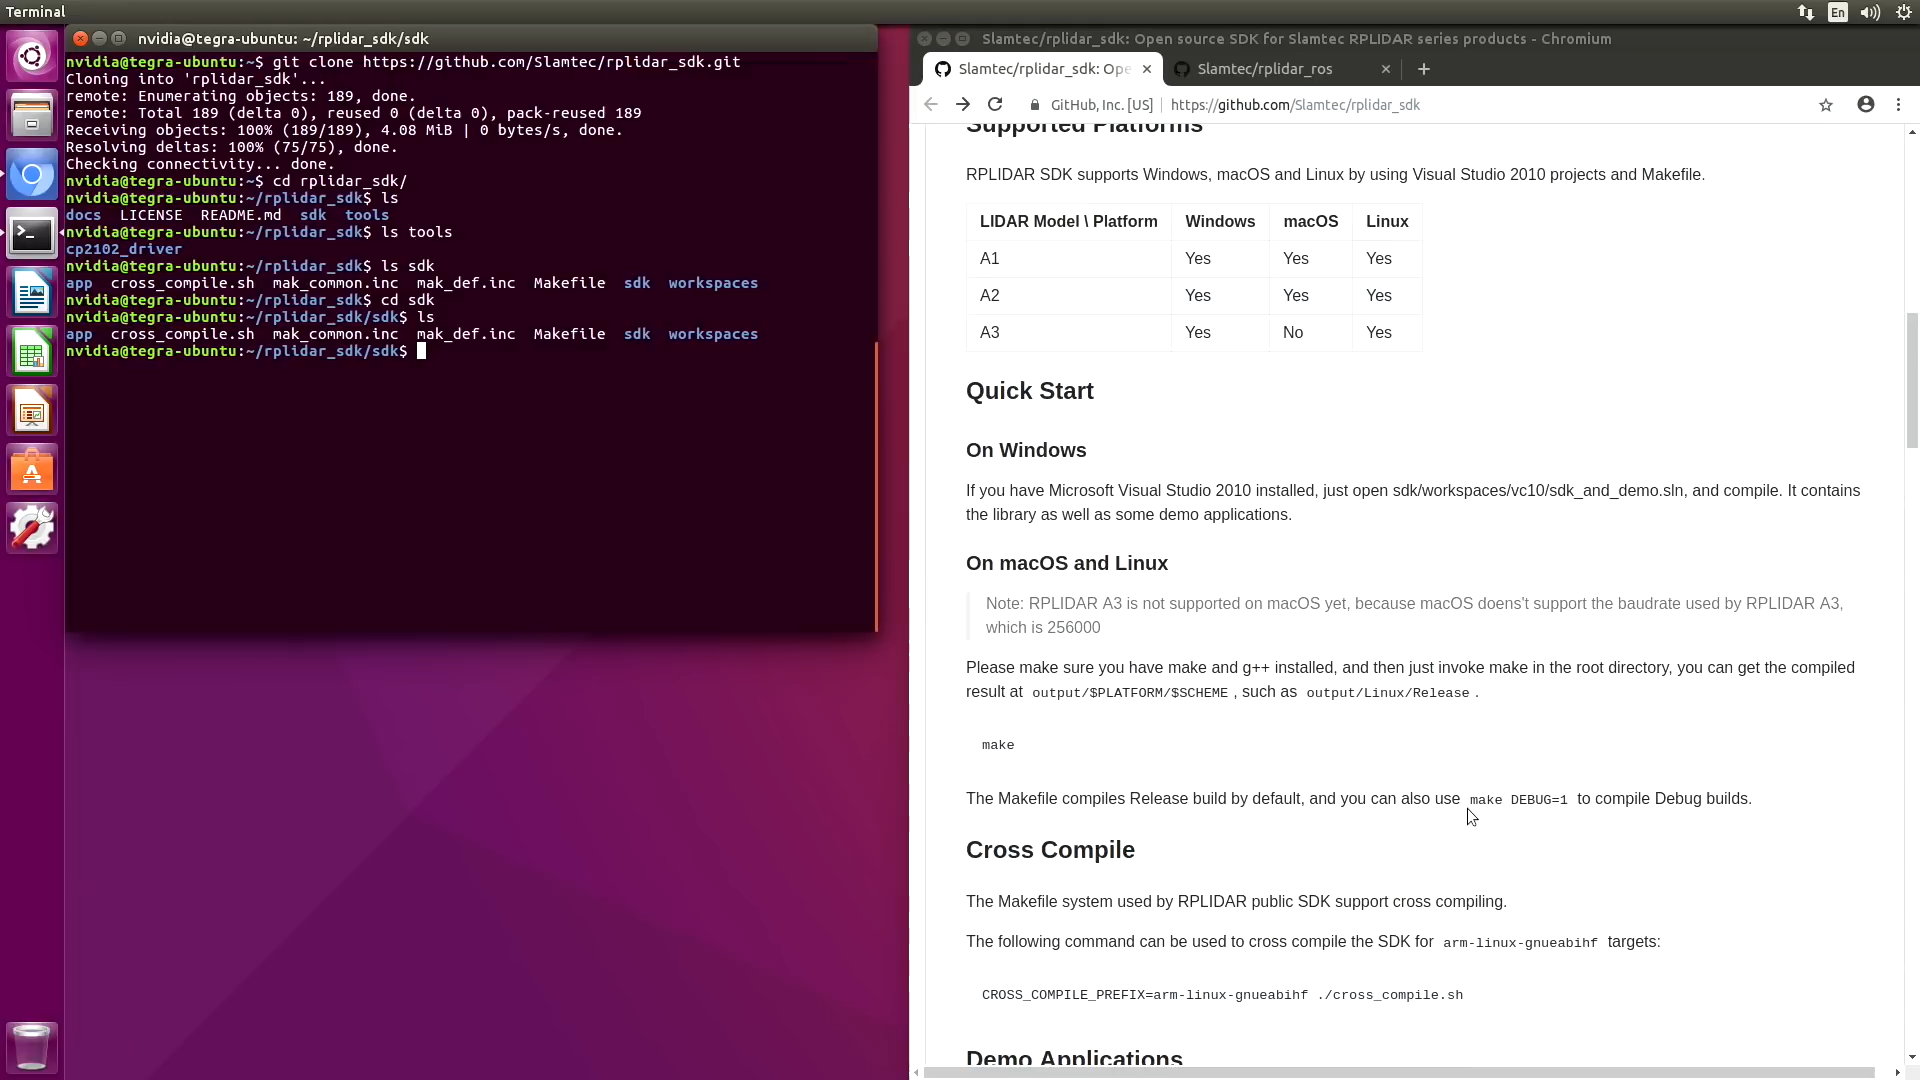 Terminal
En
nvidia@tegra-ubuntu: ~/rplidar_sdk/sdk
nvidia@tegra-ubuntu:~$ git clone https://github.com/Slamtec/rplidar_sdk.git
Cloning into 'rplidar_sdk'...
remote: Enumerating objects: 189, done.
remote: Total 189 (delta 0), reused 0 (delta 0), pack-reused 189
Receiving objects: 100% (189/189), 4.08 MiB | 0 bytes/s, done.
Resolving deltas: 100% (75/75), done.
Checking connectivity... done.
nvidia@tegra-ubuntu:~$ cd rplidar_sdk/
nvidia@tegra-ubuntu:~/rplidar_sdk$ ls
docs  LICENSE  README.md  sdk  tools
nvidia@tegra-ubuntu:~/rplidar_sdk$ ls tools
cp2102_driver
nvidia@tegra-ubuntu:~/rplidar_sdk$ ls sdk
app  cross_compile.sh  mak_common.inc  mak_def.inc  Makefile  sdk  workspaces
nvidia@tegra-ubuntu:~/rplidar_sdk$ cd sdk
nvidia@tegra-ubuntu:~/rplidar_sdk/sdk$ ls
app  cross_compile.sh  mak_common.inc  mak_def.inc  Makefile  sdk  workspaces
nvidia@tegra-ubuntu:~/rplidar_sdk/sdk$
Slamtec/rplidar_sdk: Open source SDK for Slamtec RPLIDAR series products - Chromium
Slamtec/rplidar_sdk: Ope
Slamtec/rplidar_ros
GitHub, Inc. [US] | https://github.com/Slamtec/rplidar_sdk
Supported Platforms
RPLIDAR SDK supports Windows, macOS and Linux by using Visual Studio 2010 projects and Makefile.
LIDAR Model \ Platform Windows macOS Linux
A1 Yes Yes Yes
A2 Yes Yes Yes
A3 Yes No Yes
Quick Start
On Windows
If you have Microsoft Visual Studio 2010 installed, just open sdk/workspaces/vc10/sdk_and_demo.sln, and compile. It contains
the library as well as some demo applications.
On macOS and Linux
Note: RPLIDAR A3 is not supported on macOS yet, because macOS doens't support the baudrate used by RPLIDAR A3,
which is 256000
Please make sure you have make and g++ installed, and then just invoke make in the root directory, you can get the compiled
result at output/$PLATFORM/$SCHEME , such as output/Linux/Release .
make
The Makefile compiles Release build by default, and you can also use make DEBUG=1 to compile Debug builds.
Cross Compile
The Makefile system used by RPLIDAR public SDK support cross compiling.
The following command can be used to cross compile the SDK for arm-linux-gnueabihf targets:
CROSS_COMPILE_PREFIX=arm-linux-gnueabihf ./cross_compile.sh
Demo Applications